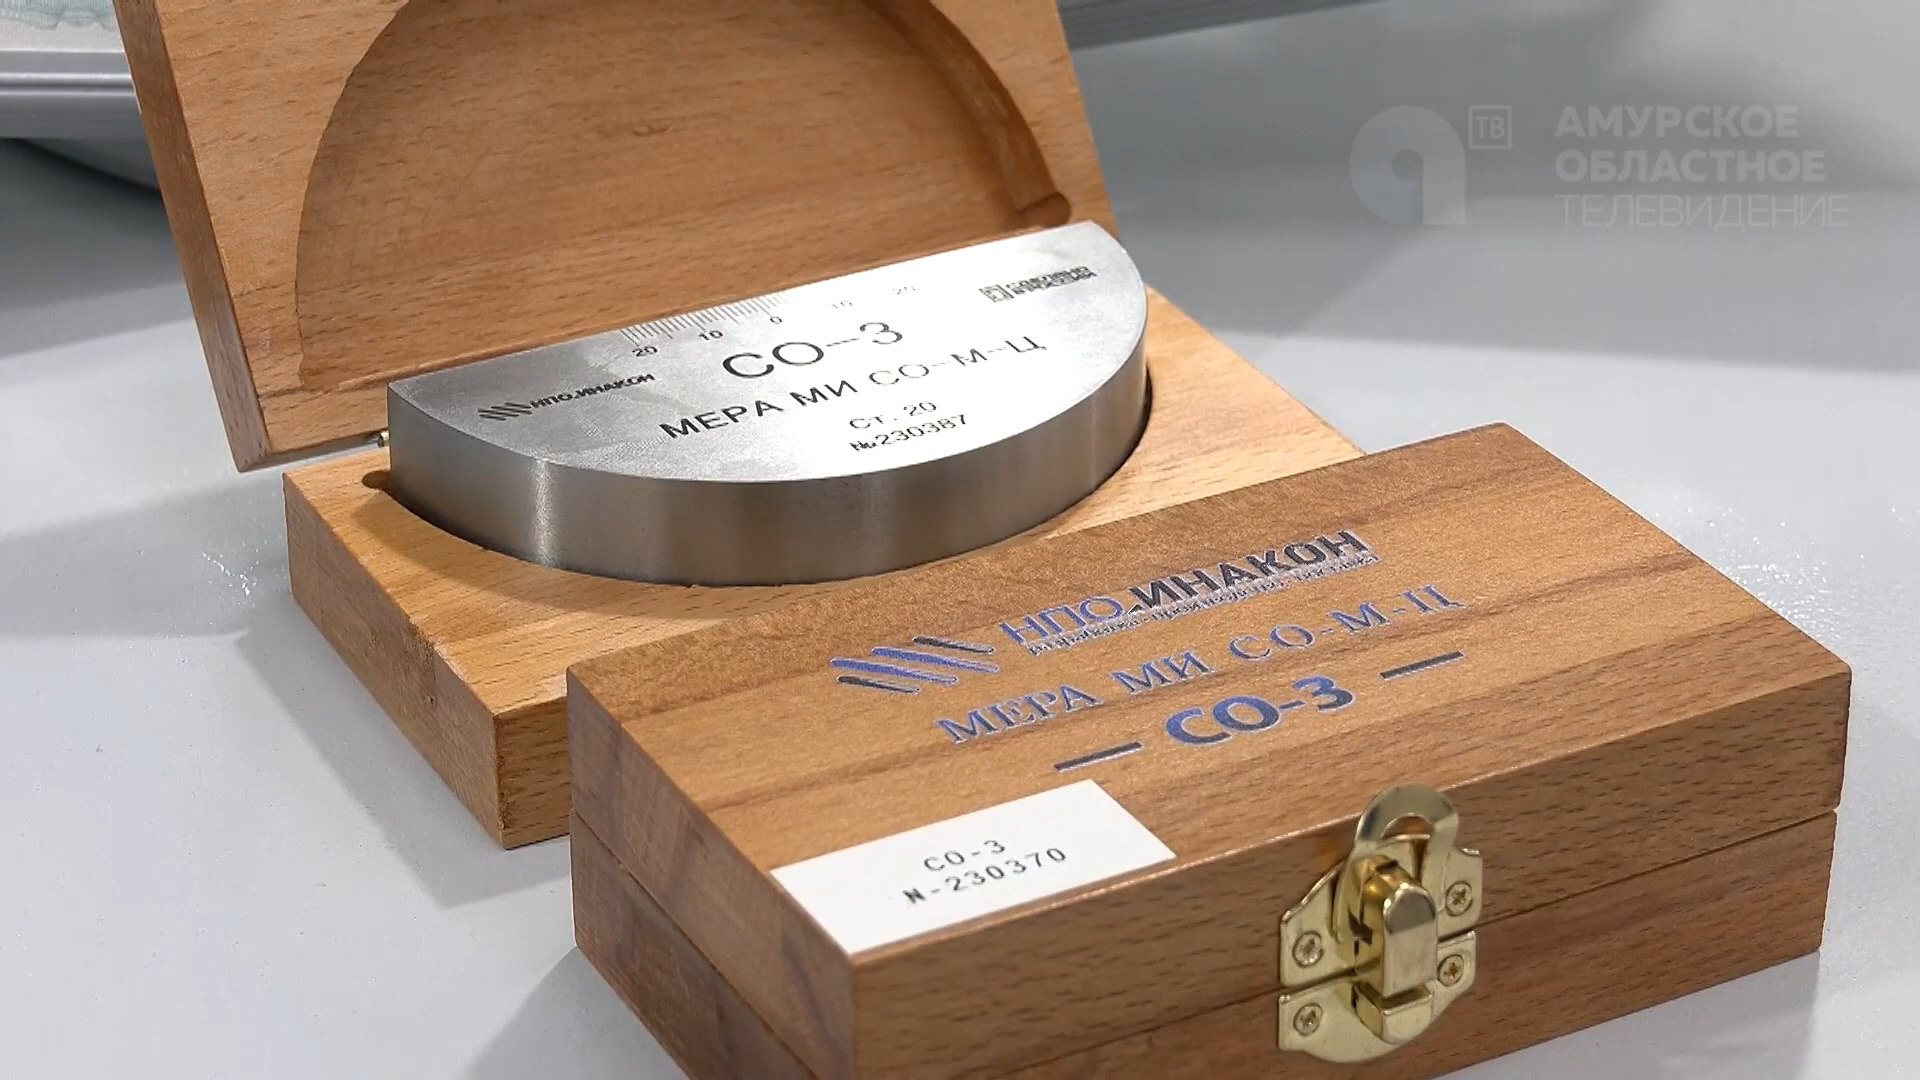 ТВ
АМУРСКОЕ
ОБЛАСТНОЕ
ТЕЛЕВИДЕНИЕ
20 10 0 10 20
НПО.ИНАКОН
СО-3
МЕРА МИ СО-М-Ц
Ст. 20
№230387
НПО.ИНАКОН
МЕРА МИ СО-М-Ц
СО-3
СО-3
N-230370